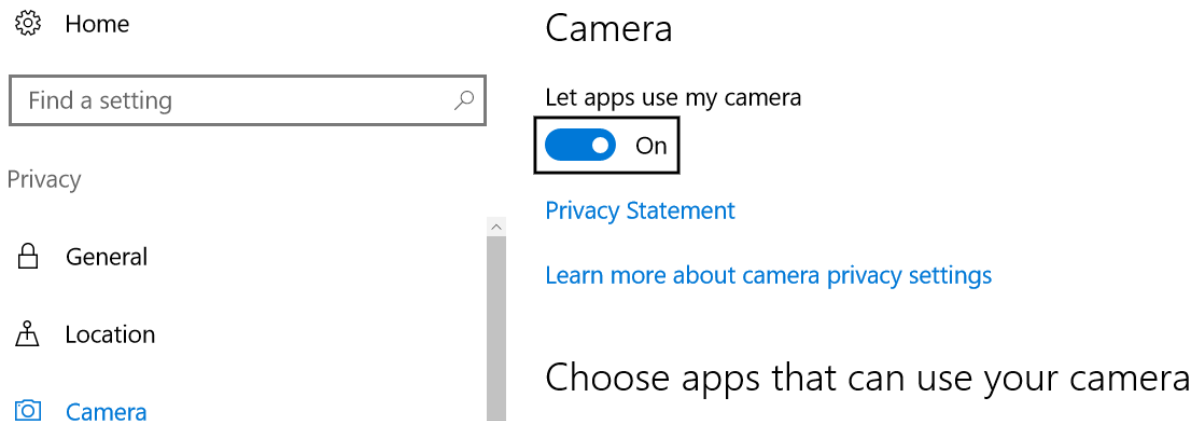 Home
Find a setting
Privacy
General
Location
Camera
Camera
Let apps use my camera
On
Privacy Statement
Learn more about camera privacy settings
Choose apps that can use your camera